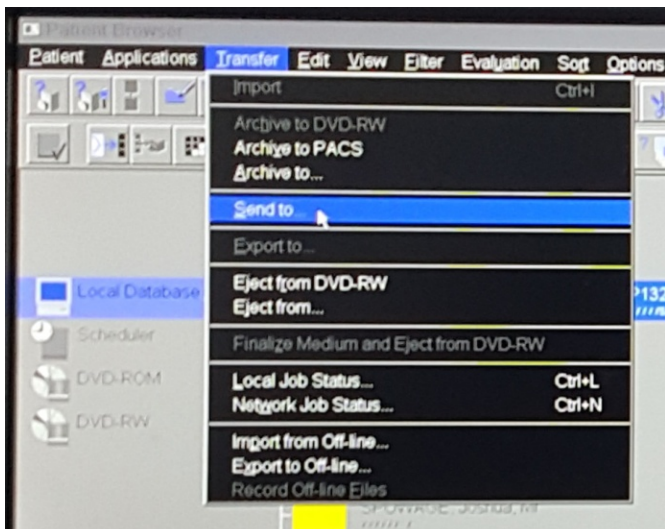 Patient Browser
Patient Applications Transfer Edit View Filter Evaluation Sort Options
Import Ctrl+I
Archive to DVD-RW
Archive to PACS
Archive to...
Send to...
Export to...
Eject from DVD-RW
Eject from...
Local Database
Finalize Medium and Eject from DVD-RW
Scheduler
Local Job Status... Ctrl+L
DVD-ROM
Network Job Status... Ctrl+N
DVD-RW
Import from Off-line...
Export to Off-line...
Record Off-line Files
SPOWAGE, Joshua, Mr